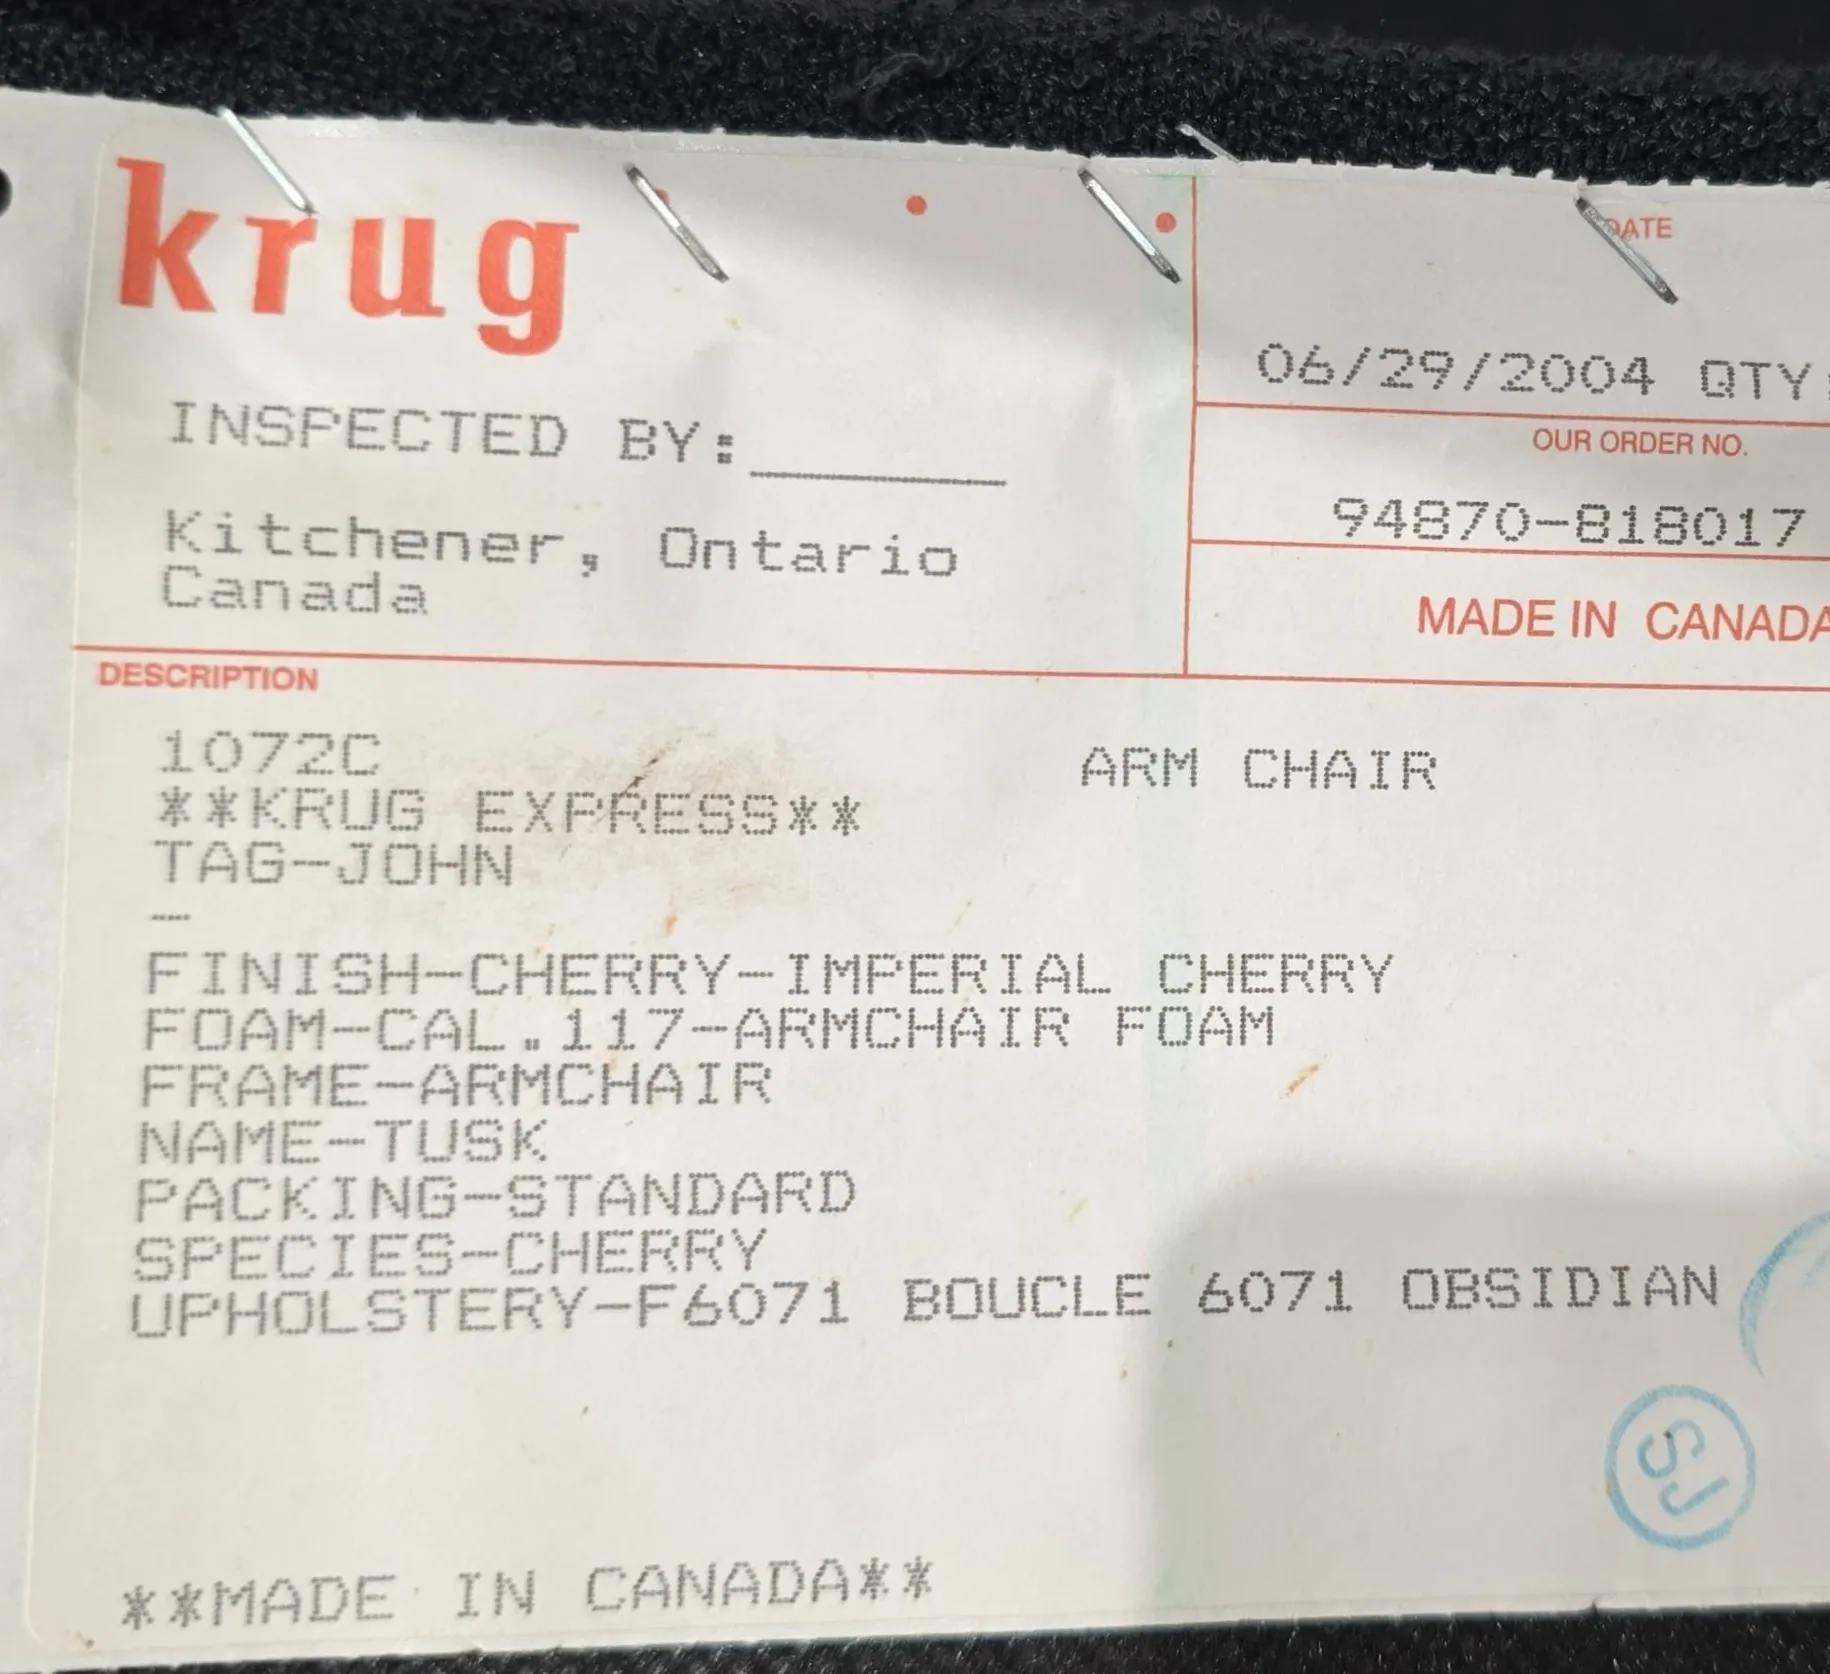 krug
DATE
06/29/2004 QTY
INSPECTED BY:
OUR ORDER NO.
94870-818017
Kitchener, Ontario
Canada
MADE IN CANADA
DESCRIPTION
1072C ARM CHAIR
**KRUG EXPRESS**
TAG-JOHN
-
FINISH-CHERRY-IMPERIAL CHERRY
FOAM-CAL.117-ARMCHAIR FOAM
FRAME-ARMCHAIR
NAME-TUSK
PACKING-STANDARD
SPECIES-CHERRY
UPHOLSTERY-F6071 BOUCLE 6071 OBSIDIAN
SJ
**MADE IN CANADA**